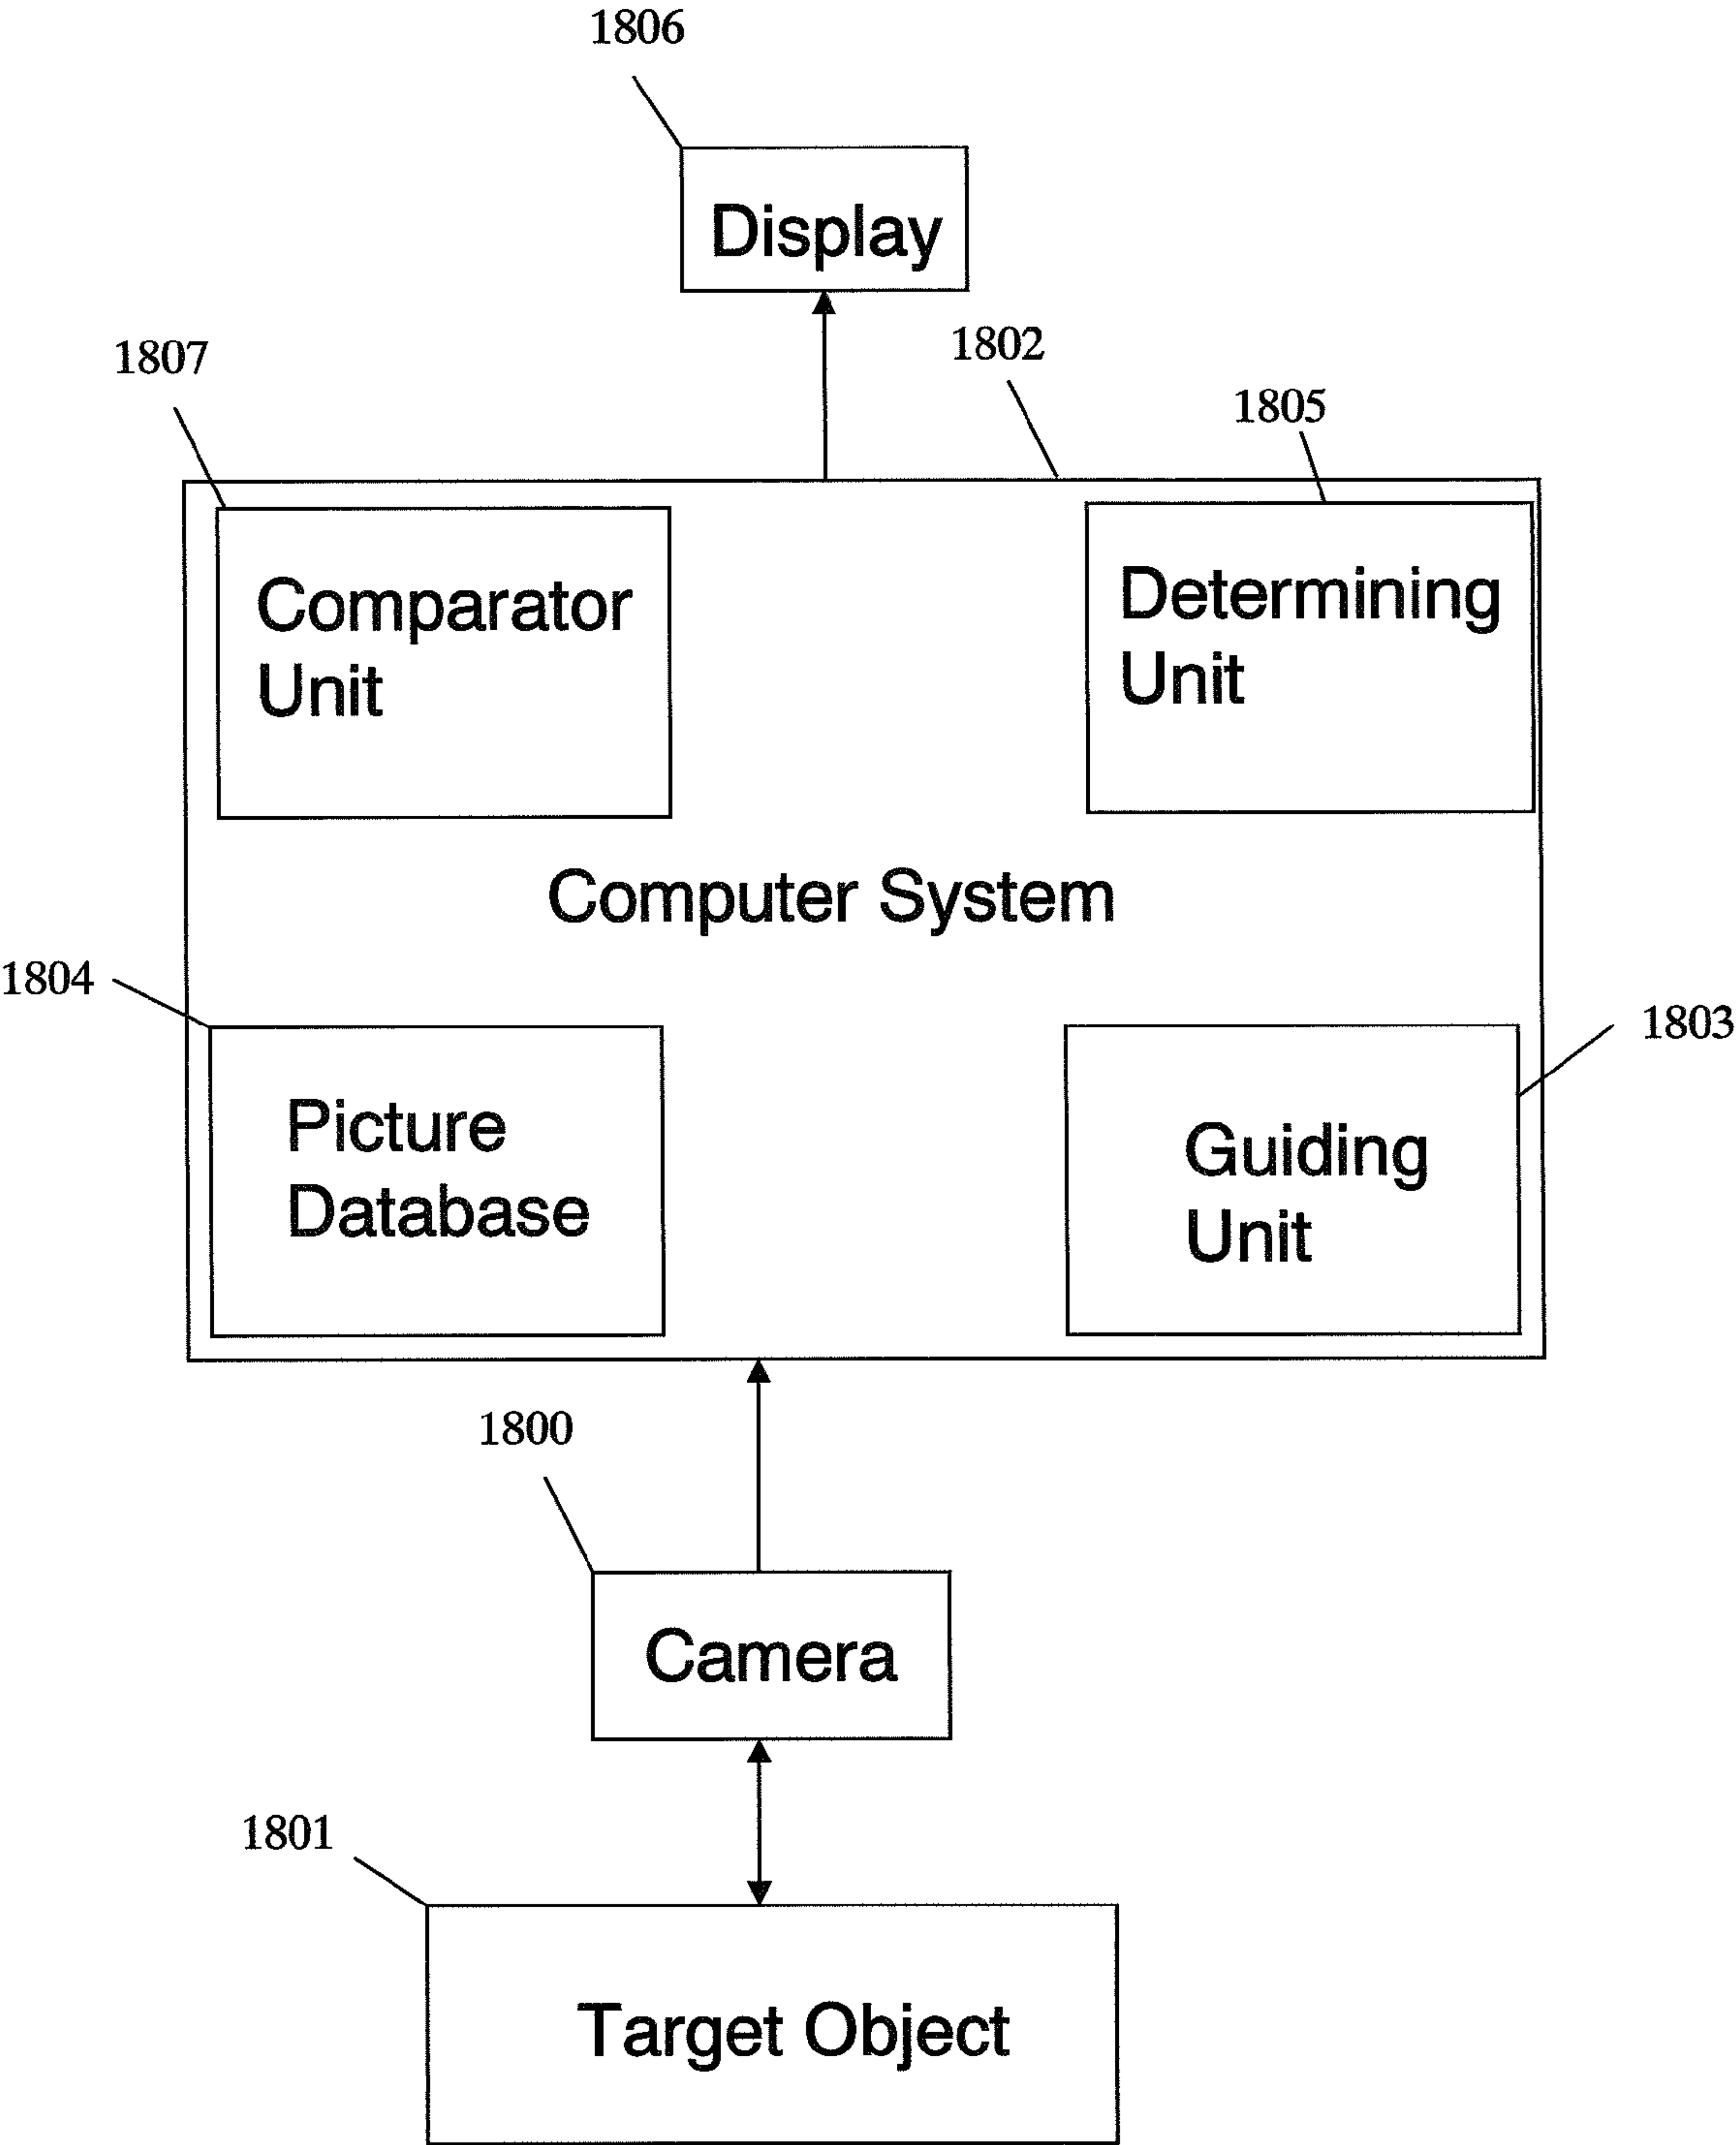 1806
Display
1807
1802
1805
Comparator
Unit
Determining
Unit
Computer System
1804
1803
Picture
Database
Guiding
Unit
1800
Camera
1801
Target Object